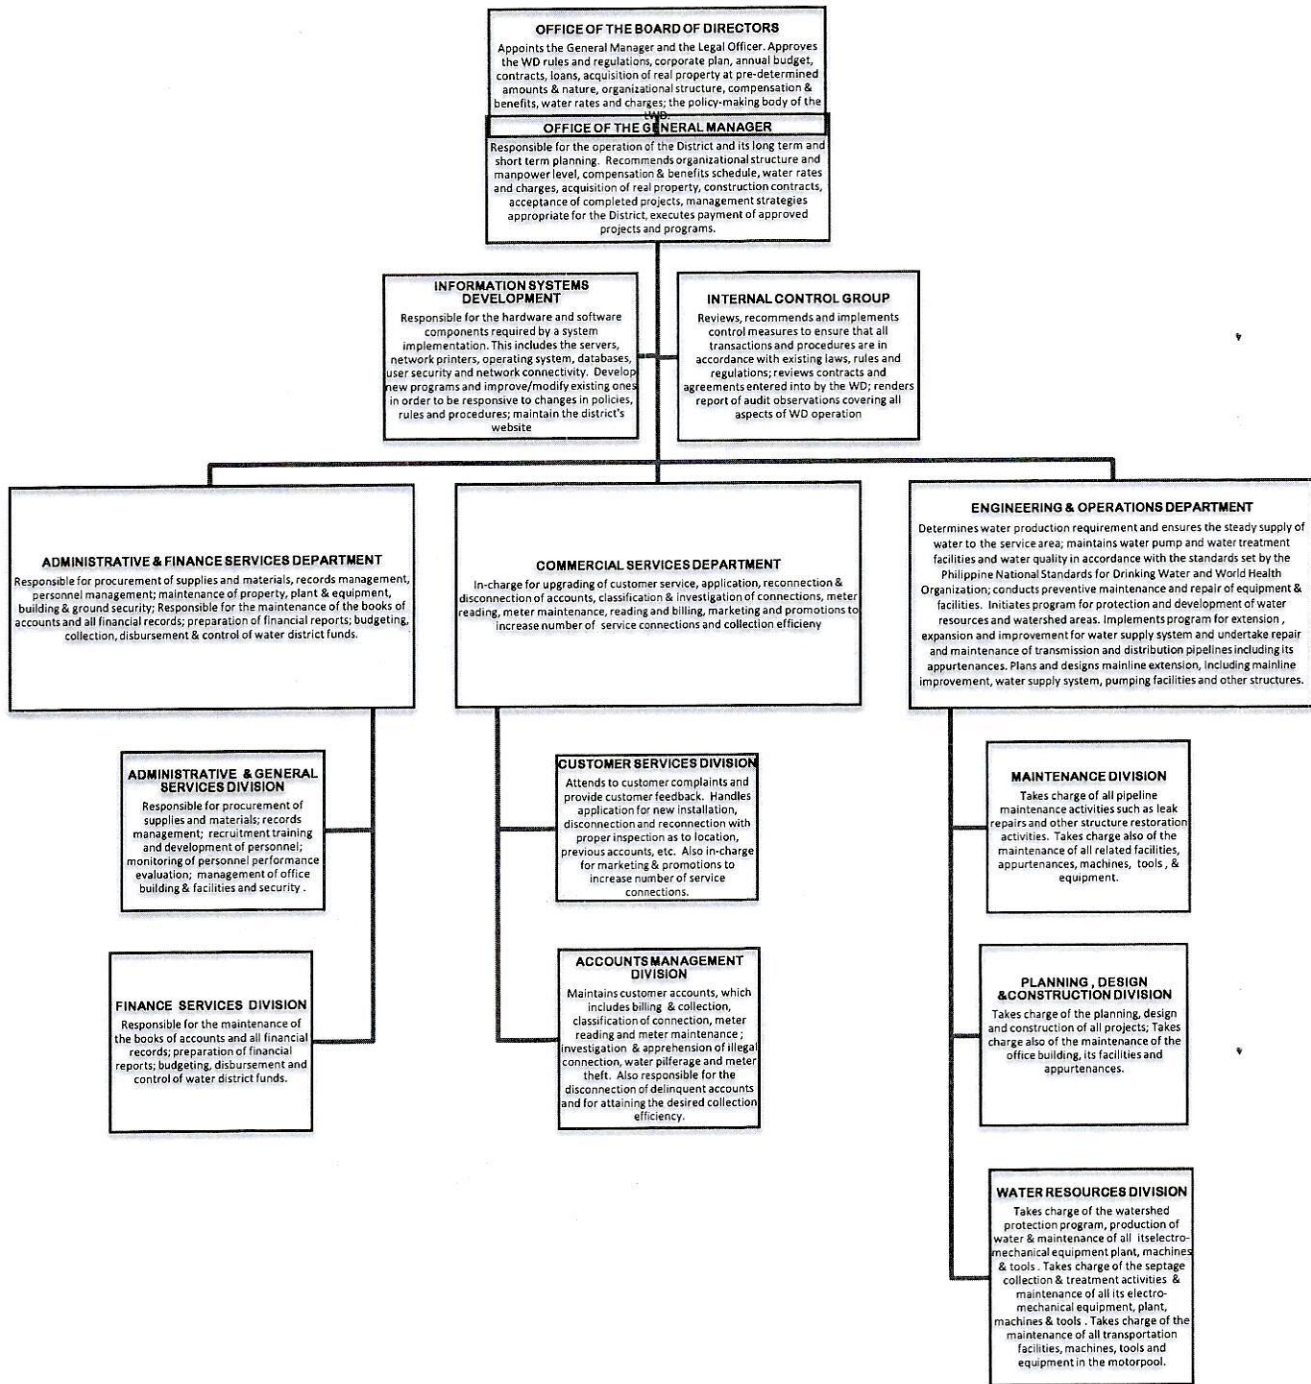 OFFICE OF THE BOARD OF DIRECTORS
Appoints the General Manager and the Legal Officer. Approves
the WD rules and regulations, corporate plan, annual budget,
contracts, loans, acquisition of real property at pre-determined
amounts & nature, organizational structure, compensation &
benefits, water rates and charges; the policy-making body of the
tWD.
OFFICE OF THE GENERAL MANAGER
Responsible for the operation of the District and its long term and
short term planning. Recommends organizational structure and
manpower level, compensation & benefits schedule, water rates
and charges, acquisition of real property, construction contracts,
acceptance of completed projects, management strategies
appropriate for the District, executes payment of approved
projects and programs.
INFORMATION SYSTEMS
DEVELOPMENT
Responsible for the hardware and software
components required by a system
implementation. This includes the servers,
network printers, operating system, databases,
user security and network connectivity. Develop
new programs and improve/modify existing ones
in order to be responsive to changes in policies,
rules and procedures; maintain the district's
website
INTERNAL CONTROL GROUP
Reviews, recommends and implements
control measures to ensure that all
transactions and procedures are in
accordance with existing laws, rules and
regulations; reviews contracts and
agreements entered into by the WD; renders
report of audit observations covering all
aspects of WD operation
ADMINISTRATIVE & FINANCE SERVICES DEPARTMENT
Responsible for procurement of supplies and materials, records management,
personnel management; maintenance of property, plant & equipment,
building & ground security; Responsible for the maintenance of the books of
accounts and all financial records; preparation of financial reports; budgeting,
collection, disbursement & control of water district funds.
COMMERCIAL SERVICES DEPARTMENT
In-charge for upgrading of customer service, application, reconnection &
disconnection of accounts, classification & investigation of connections, meter
reading, meter maintenance, reading and billing, marketing and promotions to
increase number of service connections and collection efficieny
ENGINEERING & OPERATIONS DEPARTMENT
Determines water production requirement and ensures the steady supply of
water to the service area; maintains water pump and water treatment
facilities and water quality in accordance with the standards set by the
Philippine National Standards for Drinking Water and World Health
Organization; conducts preventive maintenance and repair of equipment &
facilities. Initiates program for protection and development of water
resources and watershed areas. Implements program for extension ,
expansion and improvement for water supply system and undertake repair
and maintenance of transmission and distribution pipelines including its
appurtenances. Plans and designs mainline extension, Including mainline
improvement, water supply system, pumping facilities and other structures.
ADMINISTRATIVE & GENERAL
SERVICES DIVISION
Responsible for procurement of
supplies and materials; records
management; recruitment training
and development of personnel;
monitoring of personnel performance
evaluation; management of office
building & facilities and security .
CUSTOMER SERVICES DIVISION
Attends to customer complaints and
provide customer feedback. Handles
application for new installation,
disconnection and reconnection with
proper inspection as to location,
previous accounts, etc. Also in-charge
for marketing & promotions to
increase number of service
connections.
MAINTENANCE DIVISION
Takes charge of all pipeline
maintenance activities such as leak
repairs and other structure restoration
activities. Takes charge also of the
maintenance of all related facilities,
appurtenances, machines, tools , &
equipment.
FINANCE SERVICES DIVISION
Responsible for the maintenance of
the books of accounts and all financial
records; preparation of financial
reports; budgeting, disbursement and
control of water district funds.
ACCOUNTS MANAGEMENT
DIVISION
Maintains customer accounts, which
includes billing & collection,
classification of connection, meter
reading and meter maintenance ;
investigation & apprehension of illegal
connection, water pilferage and meter
theft. Also responsible for the
disconnection of delinquent accounts
and for attaining the desired collection
efficiency.
PLANNING , DESIGN
&CONSTRUCTION DIVISION
Takes charge of the planning, design
and construction of all projects; Takes
charge also of the maintenance of the
office building, its facilities and
appurtenances.
WATER RESOURCES DIVISION
Takes charge of the watershed
protection program, production of
water & maintenance of all itselectro-
mechanical equipment plant, machines
& tools . Takes charge of the septage
collection & treatment activities &
maintenance of all its electro-
mechanical equipment, plant,
machines & tools . Takes charge of the
maintenance of all transportation
facilities, machines, tools and
equipment in the motorpool.